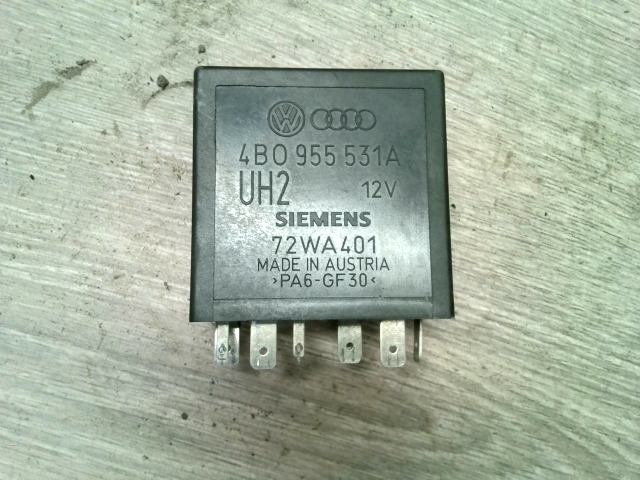 4B0 955 531A
UH2 12V
SIEMENS
72WA401
MADE IN AUSTRIA
>PA6-GF30<